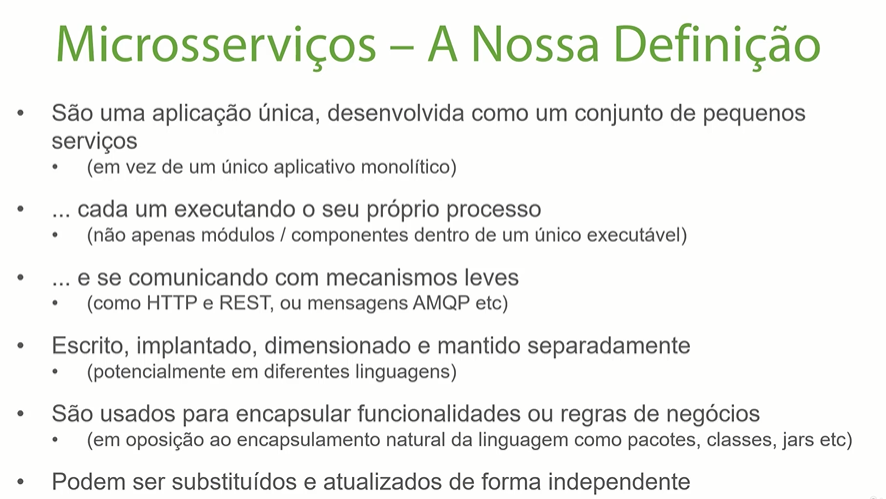 Microsserviços – A Nossa Definição
• São uma aplicação única, desenvolvida como um conjunto de pequenos
serviços
• (em vez de um único aplicativo monolítico)
• ... cada um executando o seu próprio processo
• (não apenas módulos / componentes dentro de um único executável)
• ... e se comunicando com mecanismos leves
• (como HTTP e REST, ou mensagens AMQP etc)
• Escrito, implantado, dimensionado e mantido separadamente
• (potencialmente em diferentes linguagens)
• São usados para encapsular funcionalidades ou regras de negócios
• (em oposição ao encapsulamento natural da linguagem como pacotes, classes, jars etc)
• Podem ser substituídos e atualizados de forma independente